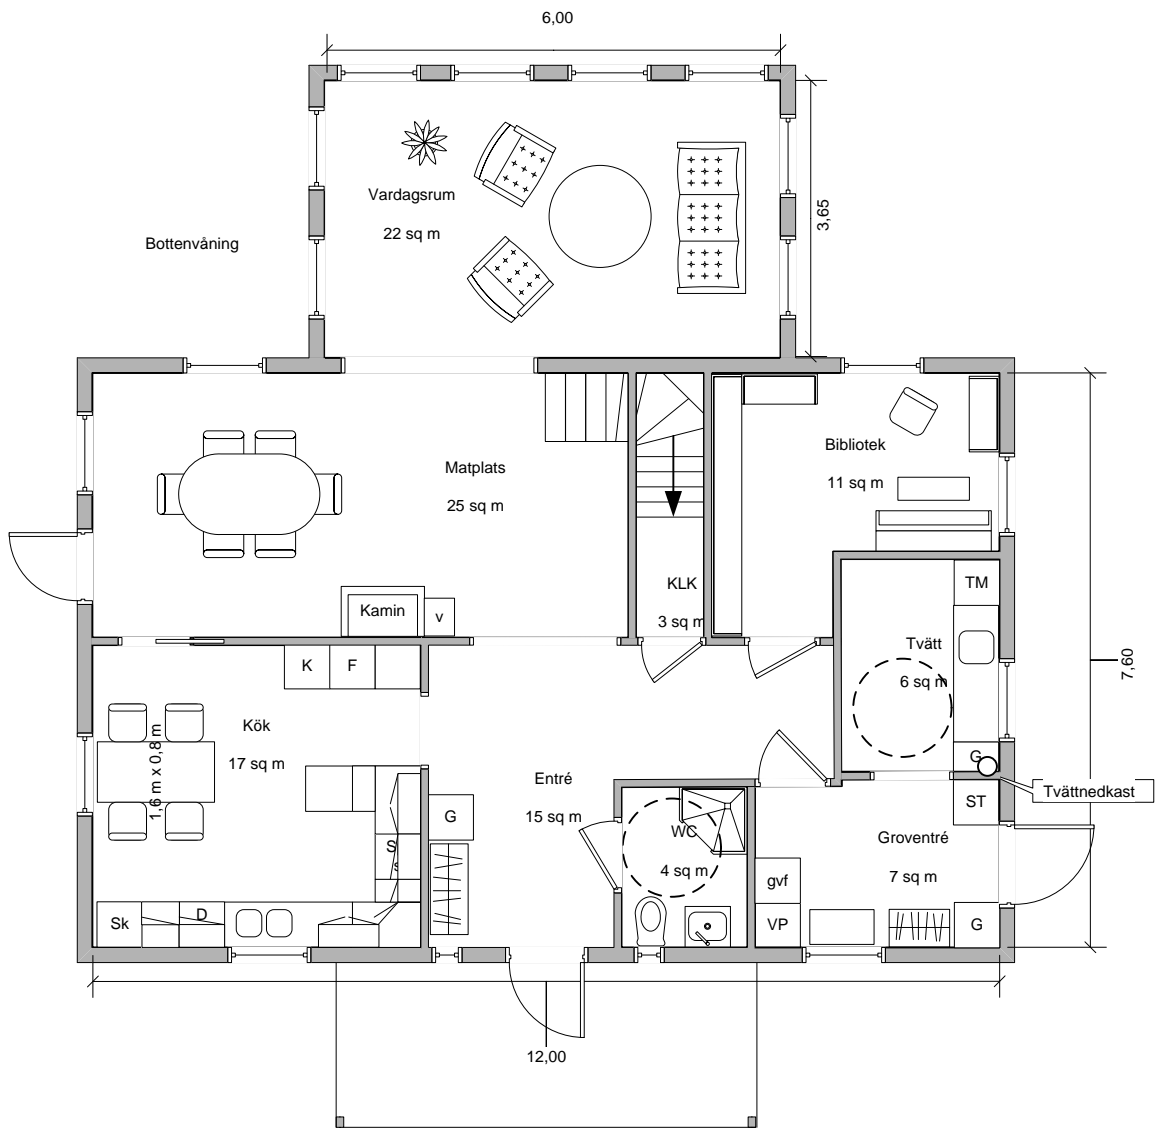 6,00
Vardagsrum
22 sq m
3,65
Bottenvåning
Matplats
25 sq m
Bibliotek
11 sq m
KLK
3 sq m
Kamin
v
TM
Tvätt
6 sq m
7,60
K
F
Kök
17 sq m
1,6 m x 0,8 m
G
Tvättnedkast
Entré
15 sq m
G
ST
WC
4 sq m
Groventré
7 sq m
gvf
VP
G
S
s
Sk
D
12,00